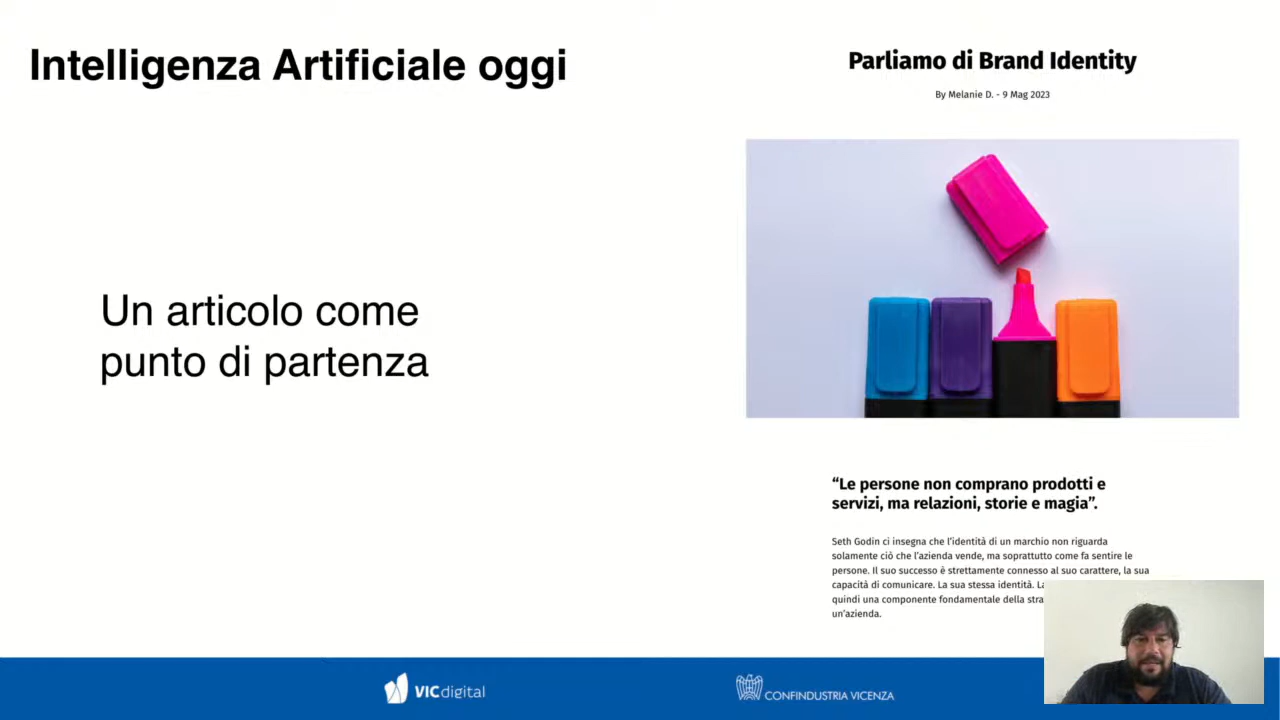 Intelligenza Artificiale oggi
Un articolo come
punto di partenza
Parliamo di Brand Identity
By Melanie D. - 9 Mag 2023
“Le persone non comprano prodotti e
servizi, ma relazioni, storie e magia”.
Seth Godin ci insegna che l’identità di un marchio non riguarda
solamente ciò che l’azienda vende, ma soprattutto come fa sentire le
persone. Il suo successo è strettamente connesso al suo carattere, la sua
capacità di comunicare. La sua stessa identità.
quindi una componente fondamentale della
un’azienda.
VICdigital
CONFINDUSTRIA VICENZA